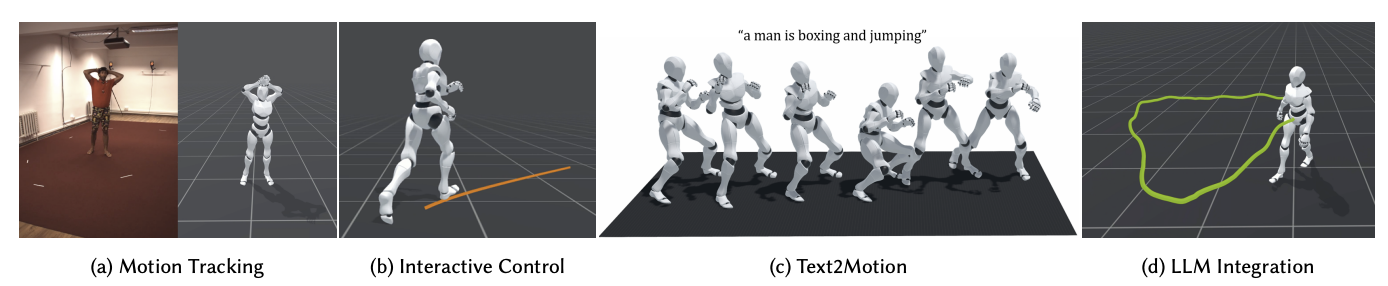 “a man is boxing and jumping”
(a) Motion Tracking
(b) Interactive Control
(c) Text2Motion
(d) LLM Integration